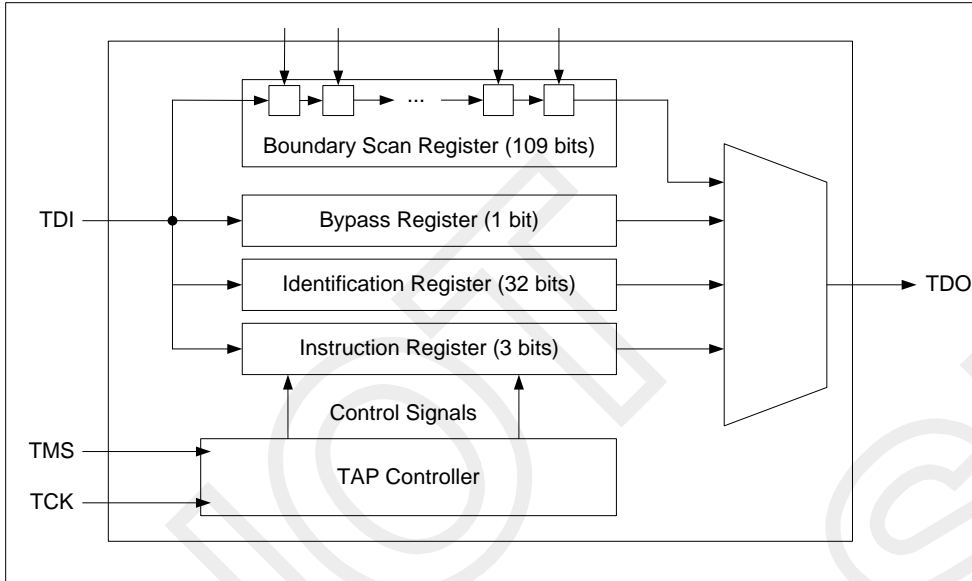 ...
Boundary Scan Register (109 bits)
TDI
Bypass Register (1 bit)
Identification Register (32 bits)
TDO
Instruction Register (3 bits)
Control Signals
TMS
TAP Controller
TCK